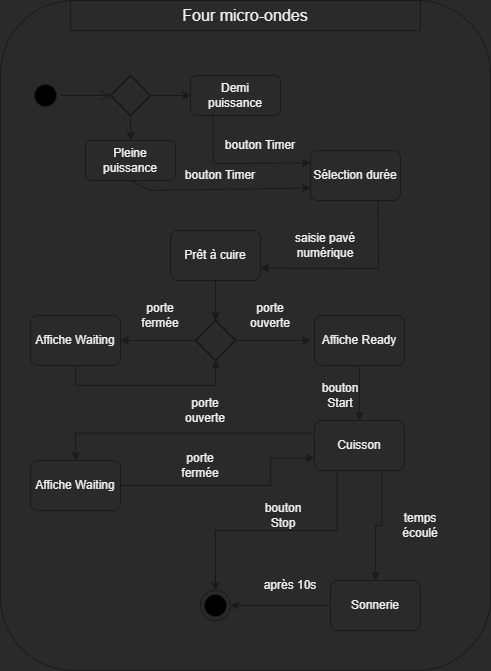 Four micro-ondes
Demi
puissance
bouton Timer
Pleine
puissance
bouton Timer
Sélection durée
saisie pavé
numérique
Prêt à cuire
porte
fermée
porte
ouverte
Affiche Waiting
Affiche Ready
bouton
Start
porte
ouverte
Cuisson
porte
fermée
Affiche Waiting
bouton
Stop
temps
écoulé
après 10s
Sonnerie